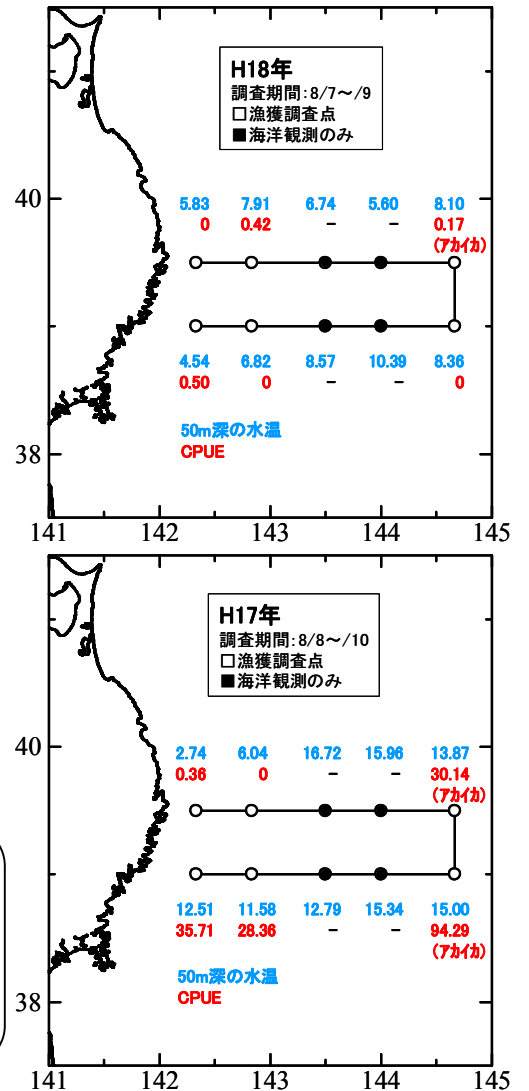 H18年
調査期間:8/7～/9
□漁獲調査点
■海洋観測のみ
40
5.83 7.91 6.74 5.60 8.10
0 0.42 － － 0.17
(アカイカ)
4.54 6.82 8.57 10.39 8.36
0.50 0 － － 0
50m深の水温
CPUE
38
141 142 143 144 145
H17年
調査期間:8/8～/10
□漁獲調査点
■海洋観測のみ
40
2.74 6.04 16.72 15.96 13.87
0.36 0 － － 30.14
(アカイカ)
12.51 11.58 12.79 15.34 15.00
35.71 28.36 － － 94.29
(アカイカ)
50m深の水温
CPUE
38
141 142 143 144 145